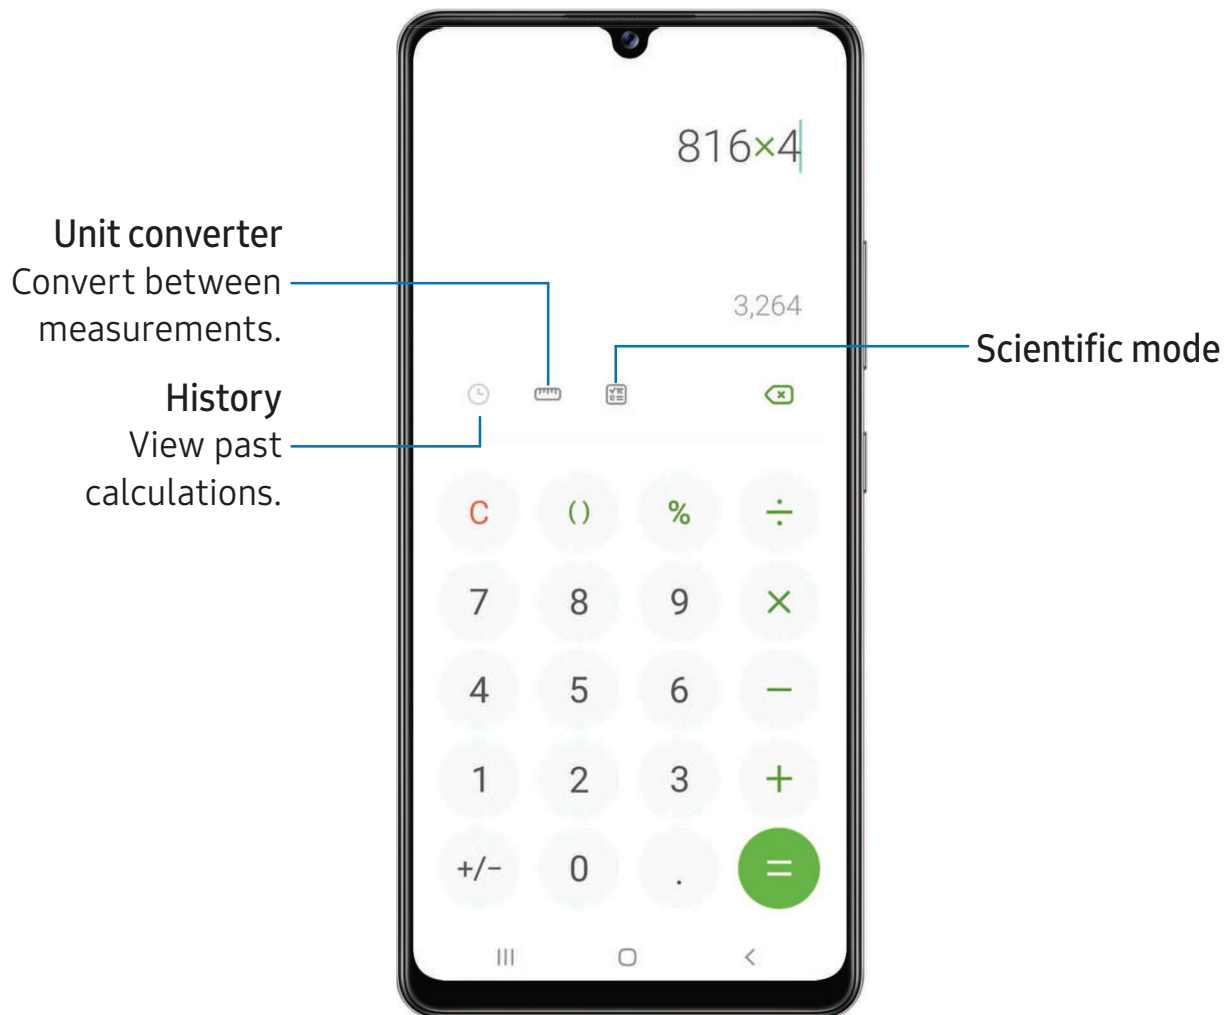 816×4
Unit converter
Convert between
measurements.
3,264
Scientific mode
History
View past
calculations.
C () % ÷
7 8 9 ×
4 5 6 −
1 2 3 +
+/− 0 . =